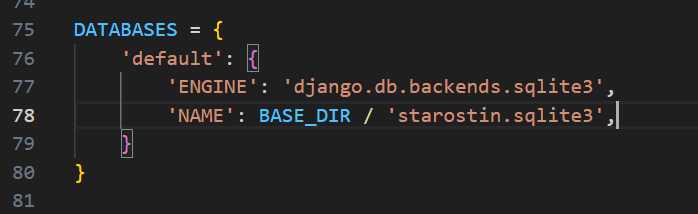 74
75 DATABASES = {
76     'default': {
77         'ENGINE': 'django.db.backends.sqlite3',
78         'NAME': BASE_DIR / 'starostin.sqlite3',
79     }
80 }
81